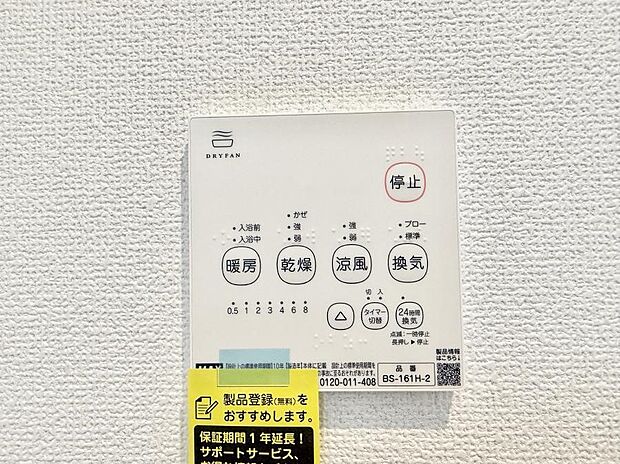 DRYFAN
停止
かぜ
入浴前 強 強 ブロー
入浴中 弱 弱 標準
暖房 乾燥 涼風 換気
切 入
0.5 1 2 3 4 6 8
△ タイマー切替 24時間換気
点滅:一時停止
長押し▶停止
製品情報はこちら
MAX
0120-011-408
品番
BS-161H-2
製品登録(無料)を
おすすめします。
保証期間1年延長!
サポートサービス、